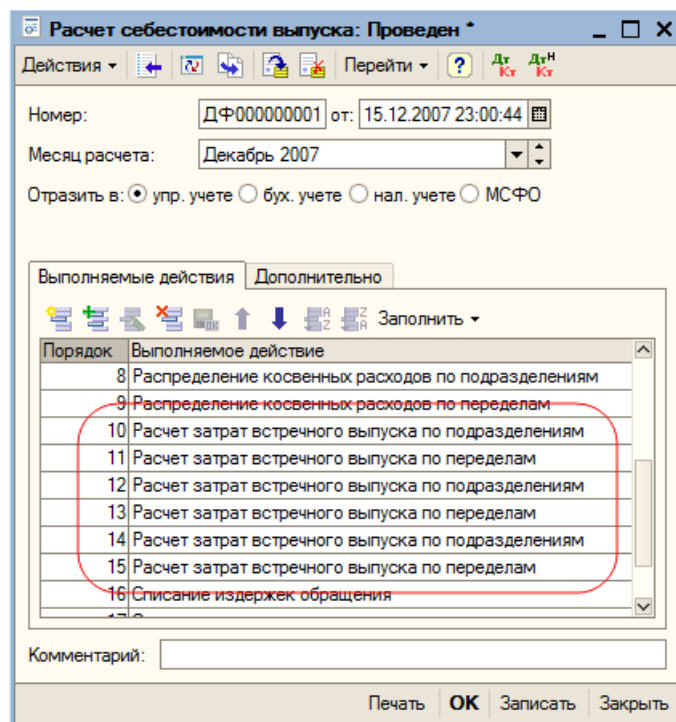 Расчет себестоимости выпуска: Проведен *
Действия Перейти ? Дт Кт ДтН Кт
Номер: ДФ000000001 от: 15.12.2007 23:00:44
Месяц расчета: Декабрь 2007
Отразить в: упр. учете бух. учете нал. учете МСФО
Выполняемые действия Дополнительно
Заполнить
Порядок Выполняемое действие
8 Распределение косвенных расходов по подразделениям
9 Распределение косвенных расходов по переделам
10 Расчет затрат встречного выпуска по подразделениям
11 Расчет затрат встречного выпуска по переделам
12 Расчет затрат встречного выпуска по подразделениям
13 Расчет затрат встречного выпуска по переделам
14 Расчет затрат встречного выпуска по подразделениям
15 Расчет затрат встречного выпуска по переделам
16 Списание издержек обращения
Комментарий:
Печать OK Записать Закрыть